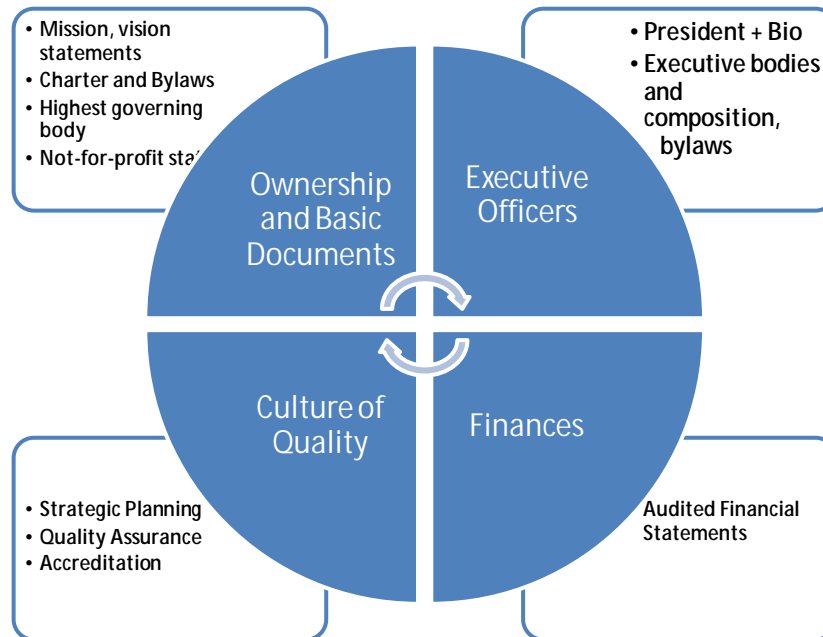 • Mission, vision
statements
• Charter and Bylaws
• Highest governing
body
• Not-for-profit
• President + Bio
• Executive bodies
and
composition,
bylaws
Ownership
and Basic
Documents
Executive
Officers
Culture of
Quality
Finances
• Strategic Planning
• Quality Assurance
• Accreditation
Audited Financial
Statements